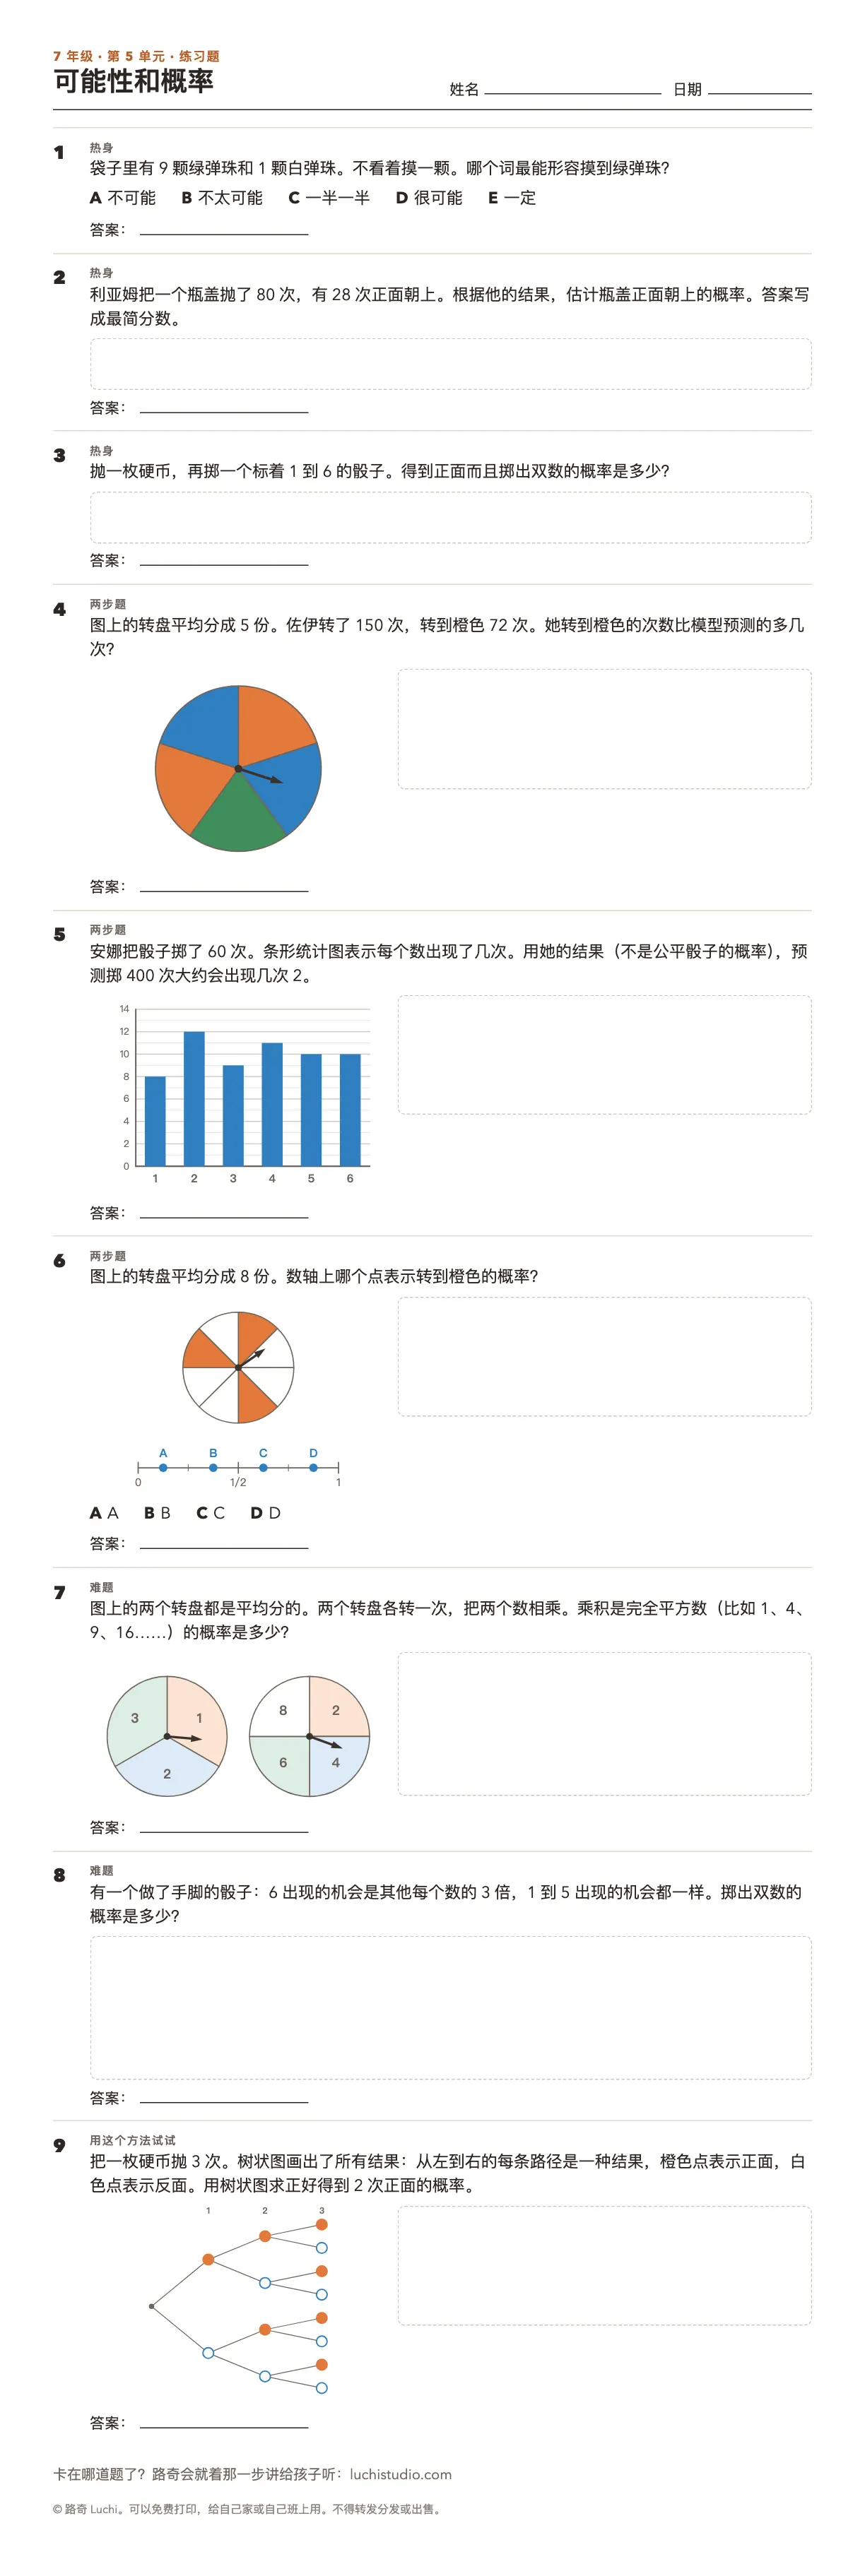 7 年级 · 第 5 单元 · 练习题
可能性和概率
姓名 日期
1 热身
袋子里有 9 颗绿弹珠和 1 颗白弹珠。不看着摸一颗。哪个词最能形容摸到绿弹珠？
A 不可能 B 不太可能 C 一半一半 D 很可能 E 一定
答案：
2 热身
利亚姆把一个瓶盖抛了 80 次，有 28 次正面朝上。根据他的结果，估计瓶盖正面朝上的概率。答案写
成最简分数。
答案：
3 热身
抛一枚硬币，再掷一个标着 1 到 6 的骰子。得到正面而且掷出双数的概率是多少？
答案：
4 两步题
图上的转盘平均分成 5 份。佐伊转了 150 次，转到橙色 72 次。她转到橙色的次数比模型预测的多几
次？
答案：
5 两步题
安娜把骰子掷了 60 次。条形统计图表示每个数出现了几次。用她的结果（不是公平骰子的概率），预
测掷 400 次大约会出现几次 2。
14
12
10
8
6
4
2
0
1 2 3 4 5 6
答案：
6 两步题
图上的转盘平均分成 8 份。数轴上哪个点表示转到橙色的概率？
A B C D
0 1/2 1
A A B B C C D D
答案：
7 难题
图上的两个转盘都是平均分的。两个转盘各转一次，把两个数相乘。乘积是完全平方数（比如 1、4、
9、16……）的概率是多少？
3 1 8 2
2 6 4
答案：
8 难题
有一个做了手脚的骰子：6 出现的机会是其他每个数的 3 倍，1 到 5 出现的机会都一样。掷出双数的
概率是多少？
答案：
9 用这个方法试试
把一枚硬币抛 3 次。树状图画出了所有结果：从左到右的每条路径是一种结果，橙色点表示正面，白
色点表示反面。用树状图求正好得到 2 次正面的概率。
1 2 3
答案：
卡在哪道题了？路奇会就着那一步讲给孩子听：luchistudio.com
© 路奇 Luchi。可以免费打印，给自己家或自己班上用。不得转发分发或出售。